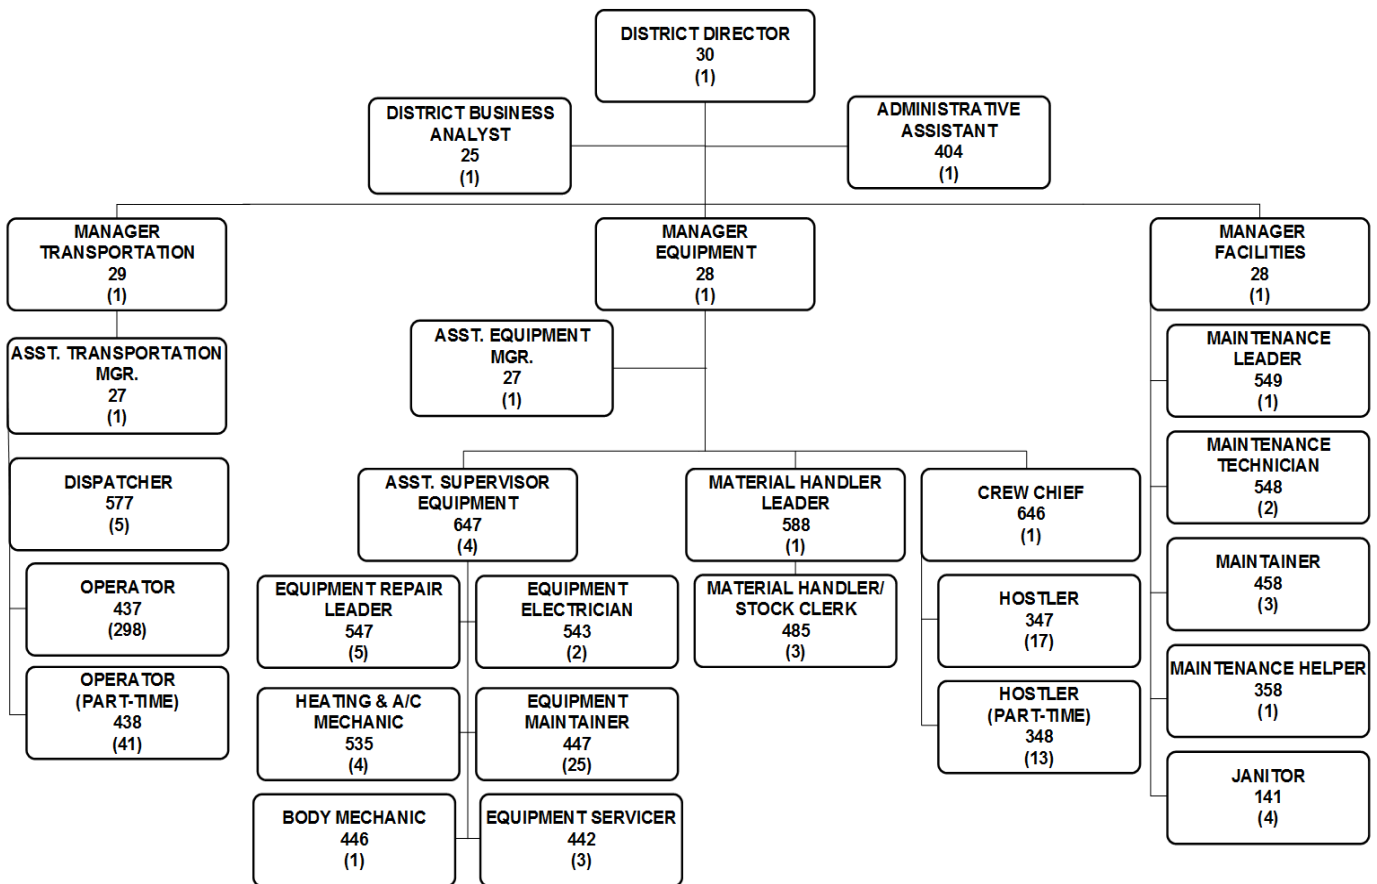 DISTRICT DIRECTOR
30
(1)
DISTRICT BUSINESS
ANALYST
25
(1)
ADMINISTRATIVE
ASSISTANT
404
(1)
MANAGER
TRANSPORTATION
29
(1)
MANAGER
EQUIPMENT
28
(1)
MANAGER
FACILITIES
28
(1)
ASST. TRANSPORTATION
MGR.
27
(1)
DISPATCHER
577
(5)
OPERATOR
437
(298)
OPERATOR
(PART-TIME)
438
(41)
ASST. EQUIPMENT
MGR.
27
(1)
ASST. SUPERVISOR
EQUIPMENT
647
(4)
EQUIPMENT REPAIR
LEADER
547
(5)
EQUIPMENT
ELECTRICIAN
543
(2)
HEATING & A/C
MECHANIC
535
(4)
EQUIPMENT
MAINTAINER
447
(25)
BODY MECHANIC
446
(1)
EQUIPMENT SERVICER
442
(3)
MATERIAL HANDLER
LEADER
588
(1)
MATERIAL HANDLER/
STOCK CLERK
485
(3)
CREW CHIEF
646
(1)
HOSTLER
347
(17)
HOSTLER
(PART-TIME)
348
(13)
MAINTENANCE
LEADER
549
(1)
MAINTENANCE
TECHNICIAN
548
(2)
MAINTAINER
458
(3)
MAINTENANCE HELPER
358
(1)
JANITOR
141
(4)